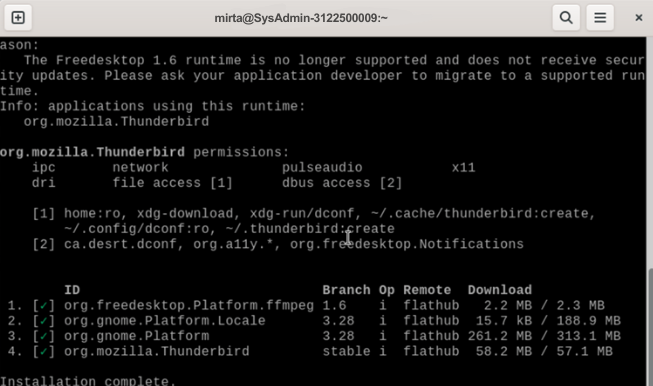 mirta@SysAdmin-3122500009:~
ason:
The Freedesktop 1.6 runtime is no longer supported and does not receive secur
ity updates. Please ask your application developer to migrate to a supported run
time.
Info: applications using this runtime:
org.mozilla.Thunderbird
org.mozilla.Thunderbird permissions:
ipc network pulseaudio x11
dri file access [1] dbus access [2]
[1] home:ro, xdg-download, xdg-run/dconf, ~/.cache/thunderbird:create,
~/.config/dconf:ro, ~/.thunderbird:create
[2] ca.desrt.dconf, org.a11y.*, org.freedesktop.Notifications
ID Branch Op Remote Download
1. [✓] org.freedesktop.Platform.ffmpeg 1.6 i flathub 2.2 MB / 2.3 MB
2. [✓] org.gnome.Platform.Locale 3.28 i flathub 15.7 kB / 188.9 MB
3. [✓] org.gnome.Platform 3.28 i flathub 261.2 MB / 313.1 MB
4. [✓] org.mozilla.Thunderbird stable i flathub 58.2 MB / 57.1 MB
Installation complete.